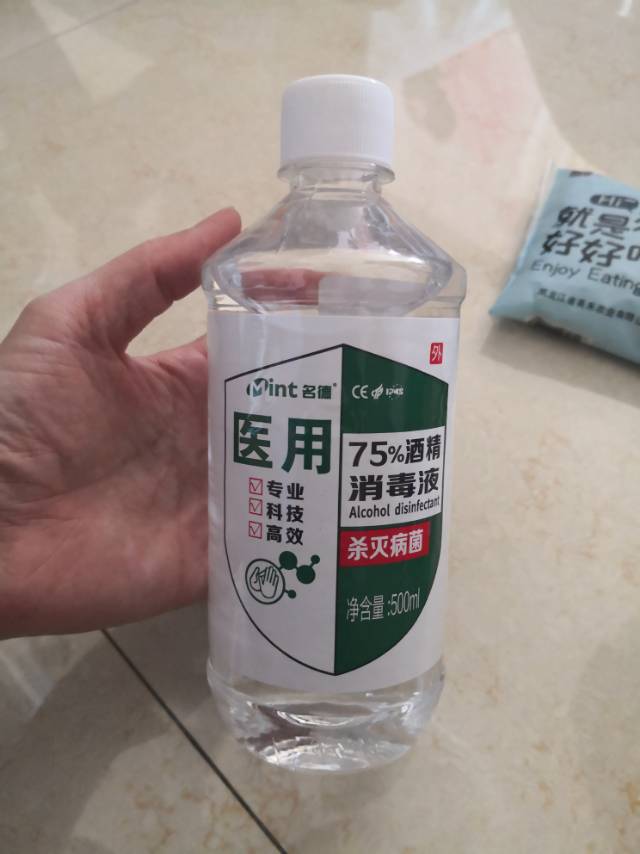 外
Mint 名德®
CE
医用
专业
科技
高效
75%酒精
消毒液
Alcohol disinfectant
杀灭病菌
净含量:500ml
就是
好好
Enjoy Eating